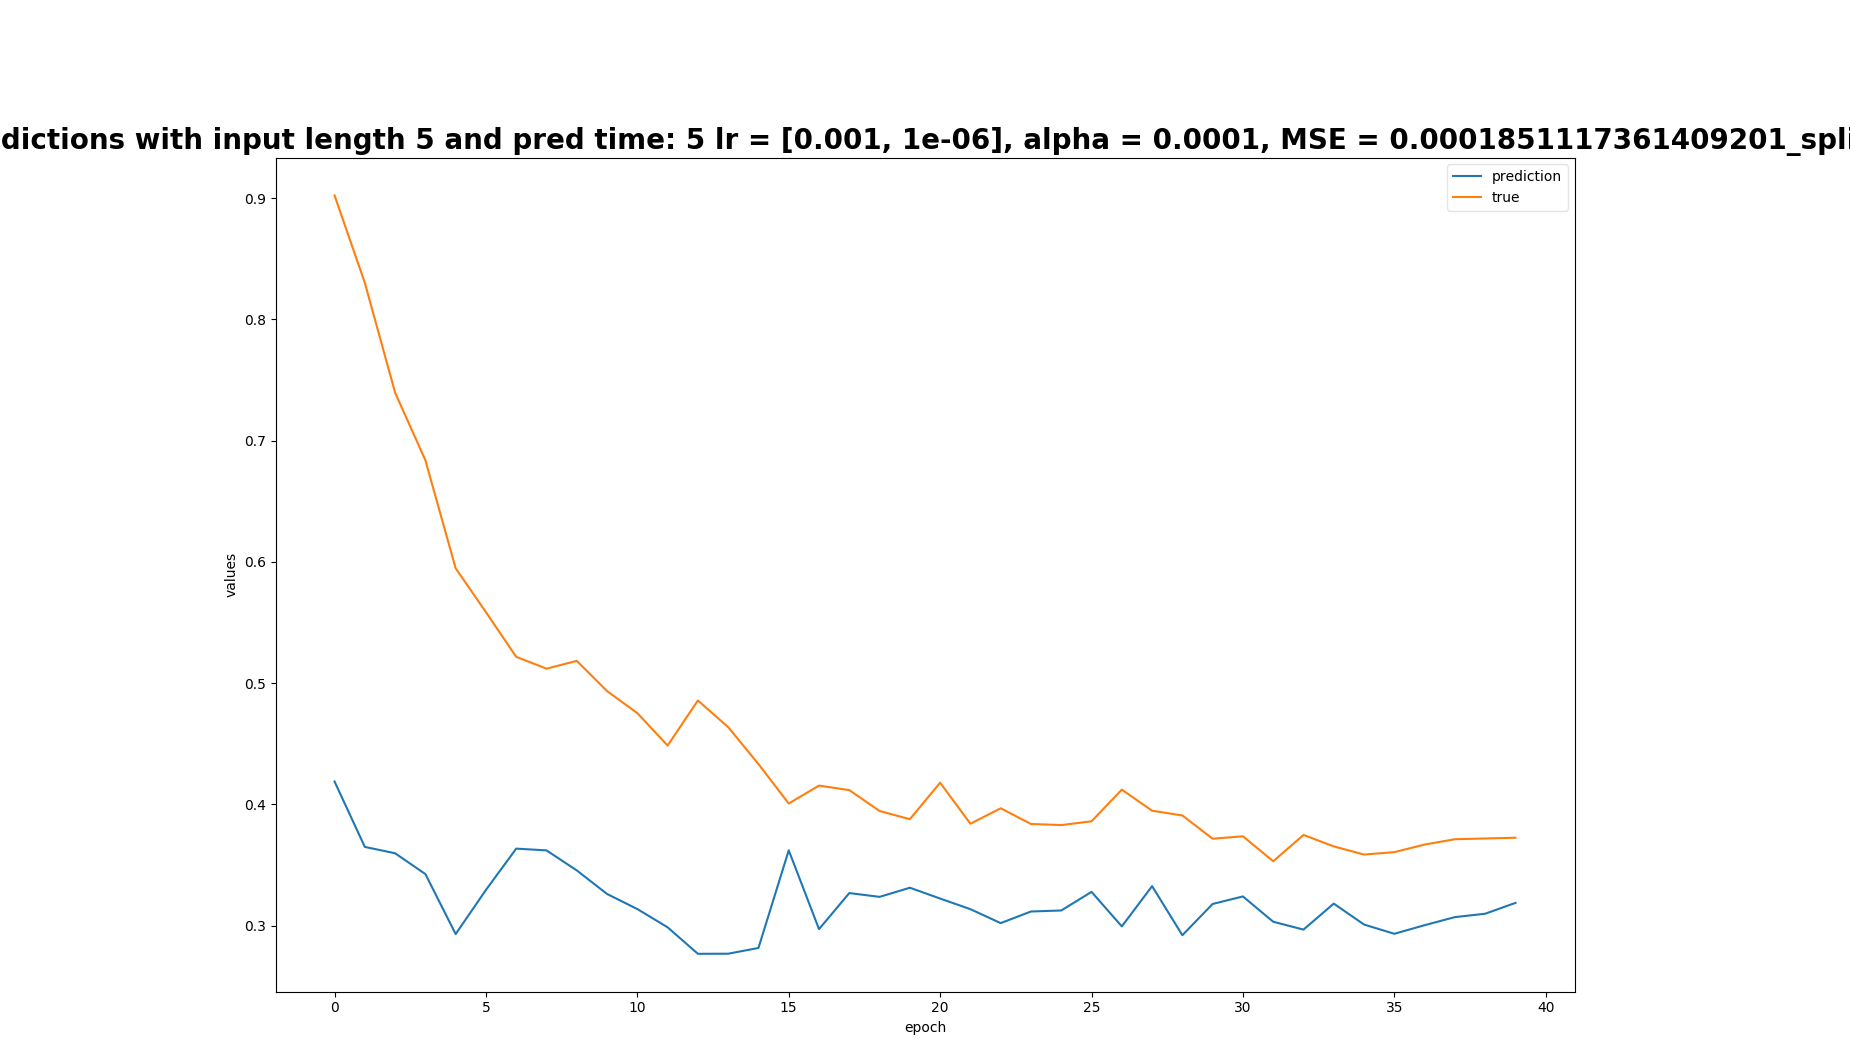 dictions with input length 5 and pred time: 5 lr = [0.001, 1e-06], alpha = 0.0001, MSE = 0.0001851117361409201_spli
prediction
true
0.9
0.8
0.7
0.6
0.5
0.4
0.3
values
0 5 10 15 20 25 30 35 40
epoch